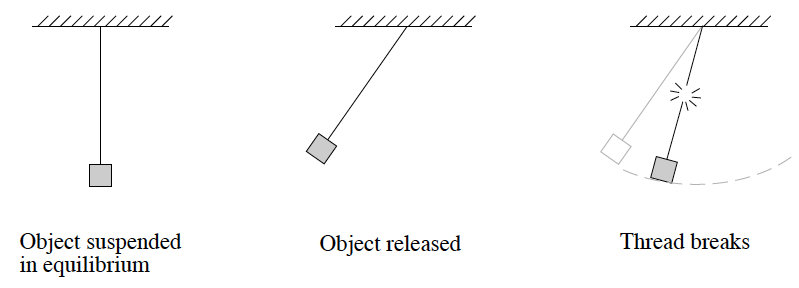 Object suspended
in equilibrium
Object released
Thread breaks